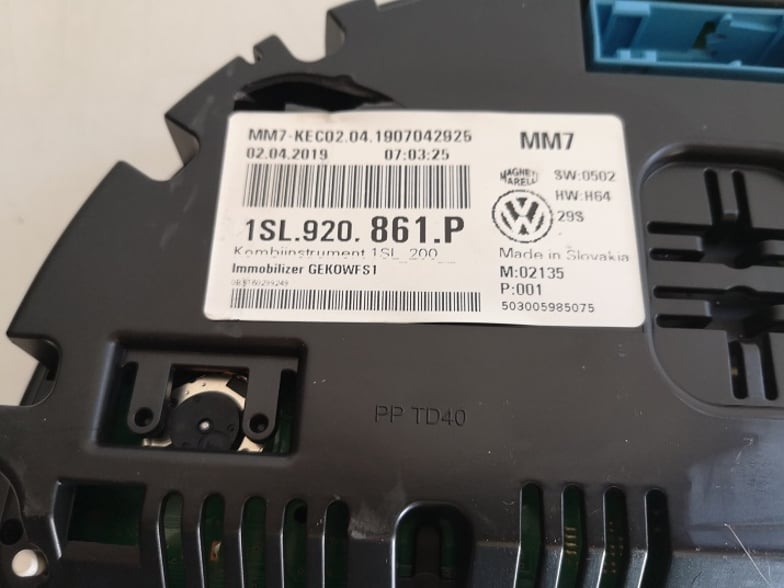 MM7-KEC02.04.1907042925 MM7
02.04.2019 07:03:25
MAGNETI MARELLI SW:0502
HW:H64
29S
1SL.920. 861.P
Kombiinstrument 1SL 200 Made in Slovakia
Immobilizer GEKOWFS1 M:02135
P:001
503005985075
PP TD40